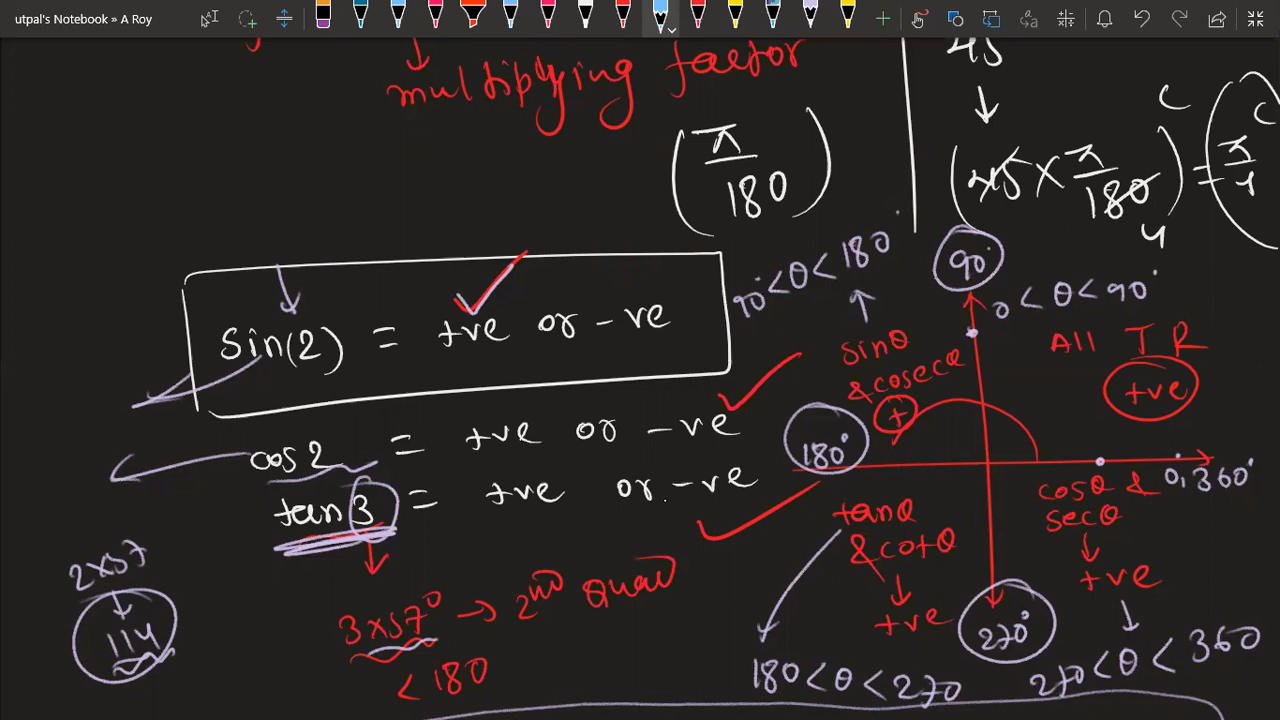 utpal's Notebook » A Roy
multiplying factor
(π/180)
45
(45 × π/180)ᶜ = (π/4)ᶜ
4
Sin(2) = +ve or -ve
cos 2 = +ve or -ve
tan 3 = +ve or -ve
2×57
114
3×57° → 2nd Quad
< 180
90°<θ<180°
90°
0<θ<90°
sinθ
& cosecθ
+
All T R
+ve
180°
0, 360°
tanθ
& cotθ
+ve
cosθ &
secθ
+ve
270°
180<θ<270
270<θ<360